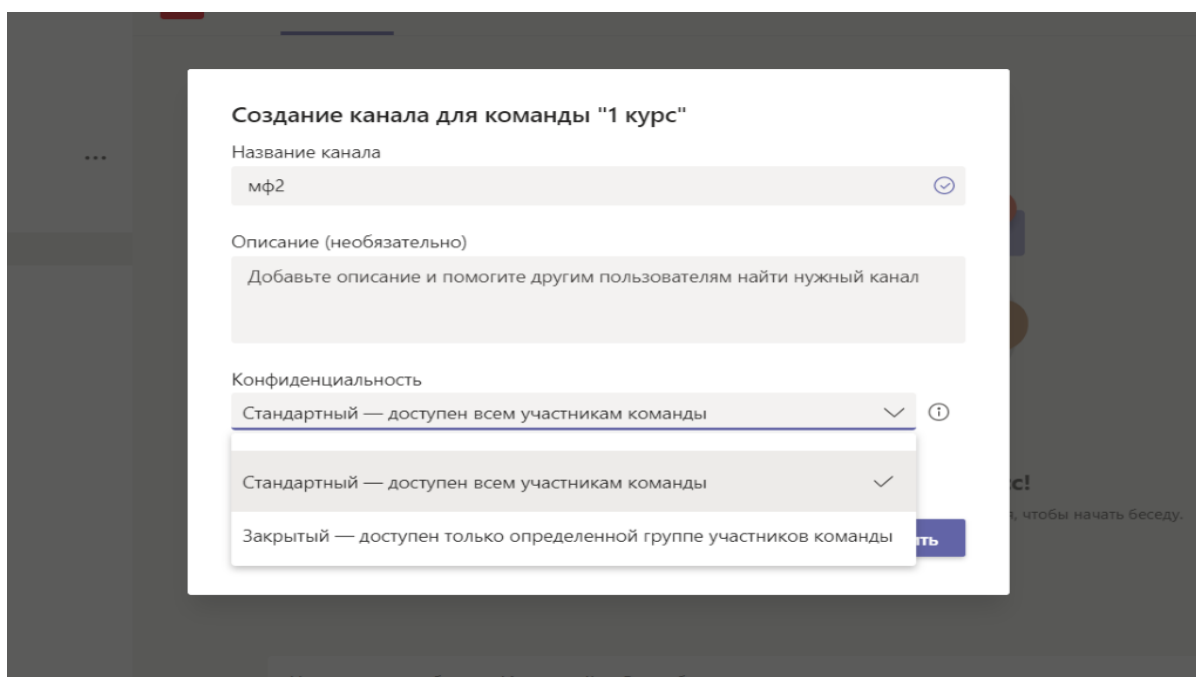 Создание канала для команды "1 курс"
Название канала
мф2
Описание (необязательно)
Добавьте описание и помогите другим пользователям найти нужный канал
Конфиденциальность
Стандартный — доступен всем участникам команды
Стандартный — доступен всем участникам команды
Закрытый — доступен только определенной группе участников команды
чтобы начать беседу.